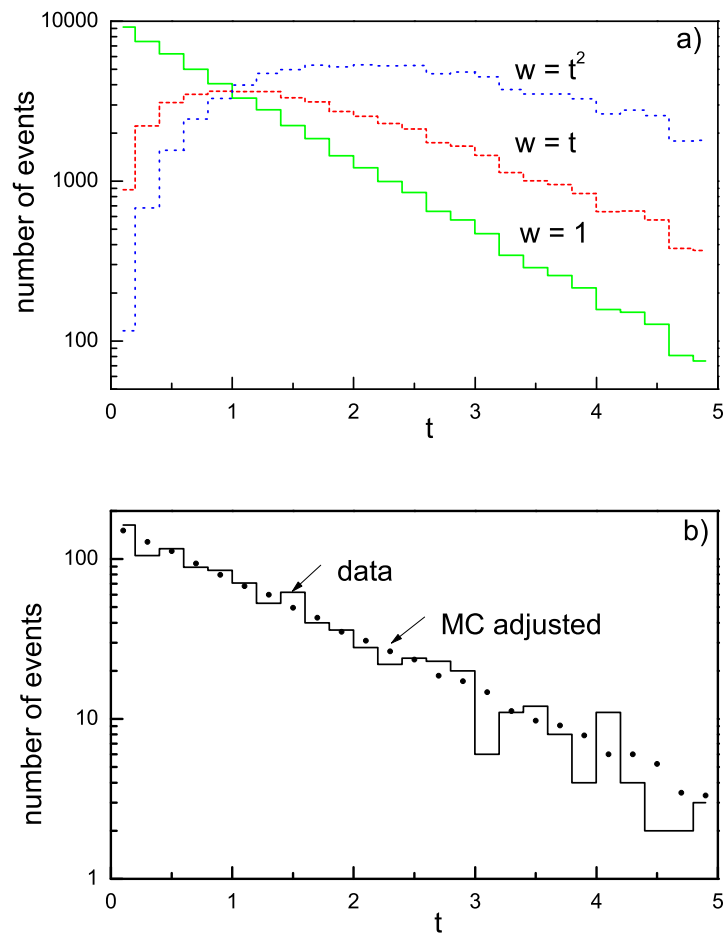 10000
a)
w = t²
w = t
1000
w = 1
100
number of events
0 1 2 3 4 5
t
b)
100
data
MC adjusted
10
1
number of events
0 1 2 3 4 5
t